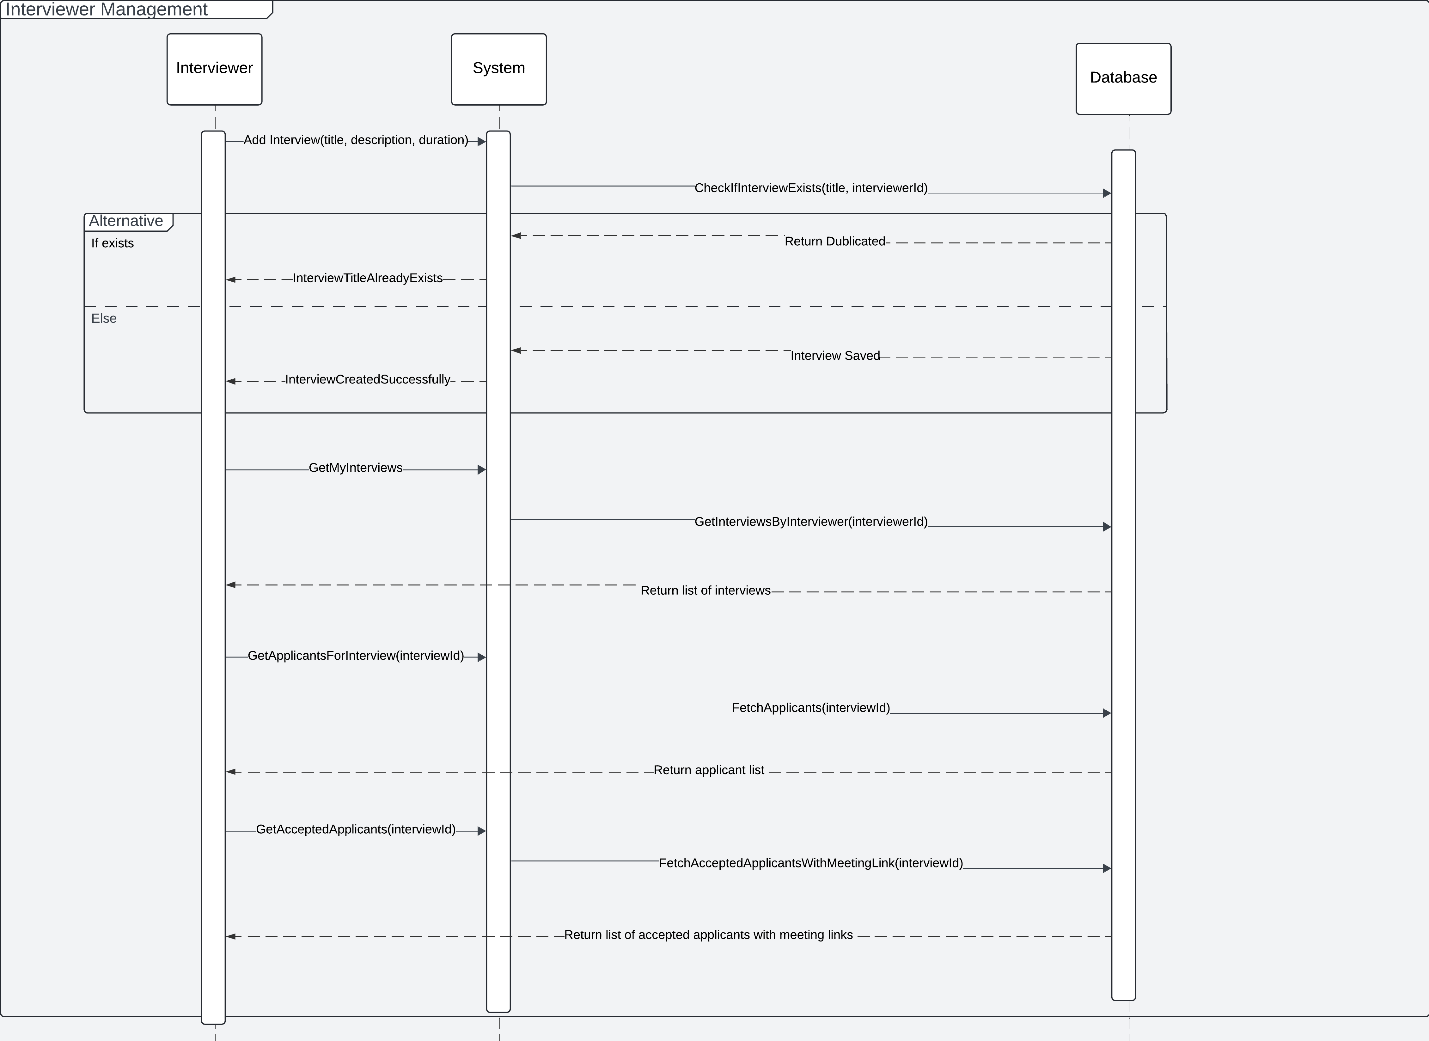 Interviewer Management
Interviewer
System
Database
Add Interview(title, description, duration)
CheckIfInterviewExists(title, interviewerId)
Alternative
If exists
Return Dublicated
InterviewTitleAlreadyExists
Else
Interview Saved
InterviewCreatedSuccessfully
GetMyInterviews
GetInterviewsByInterviewer(interviewerId)
Return list of interviews
GetApplicantsForInterview(interviewId)
FetchApplicants(interviewId)
Return applicant list
GetAcceptedApplicants(interviewId)
FetchAcceptedApplicantsWithMeetingLink(interviewId)
Return list of accepted applicants with meeting links